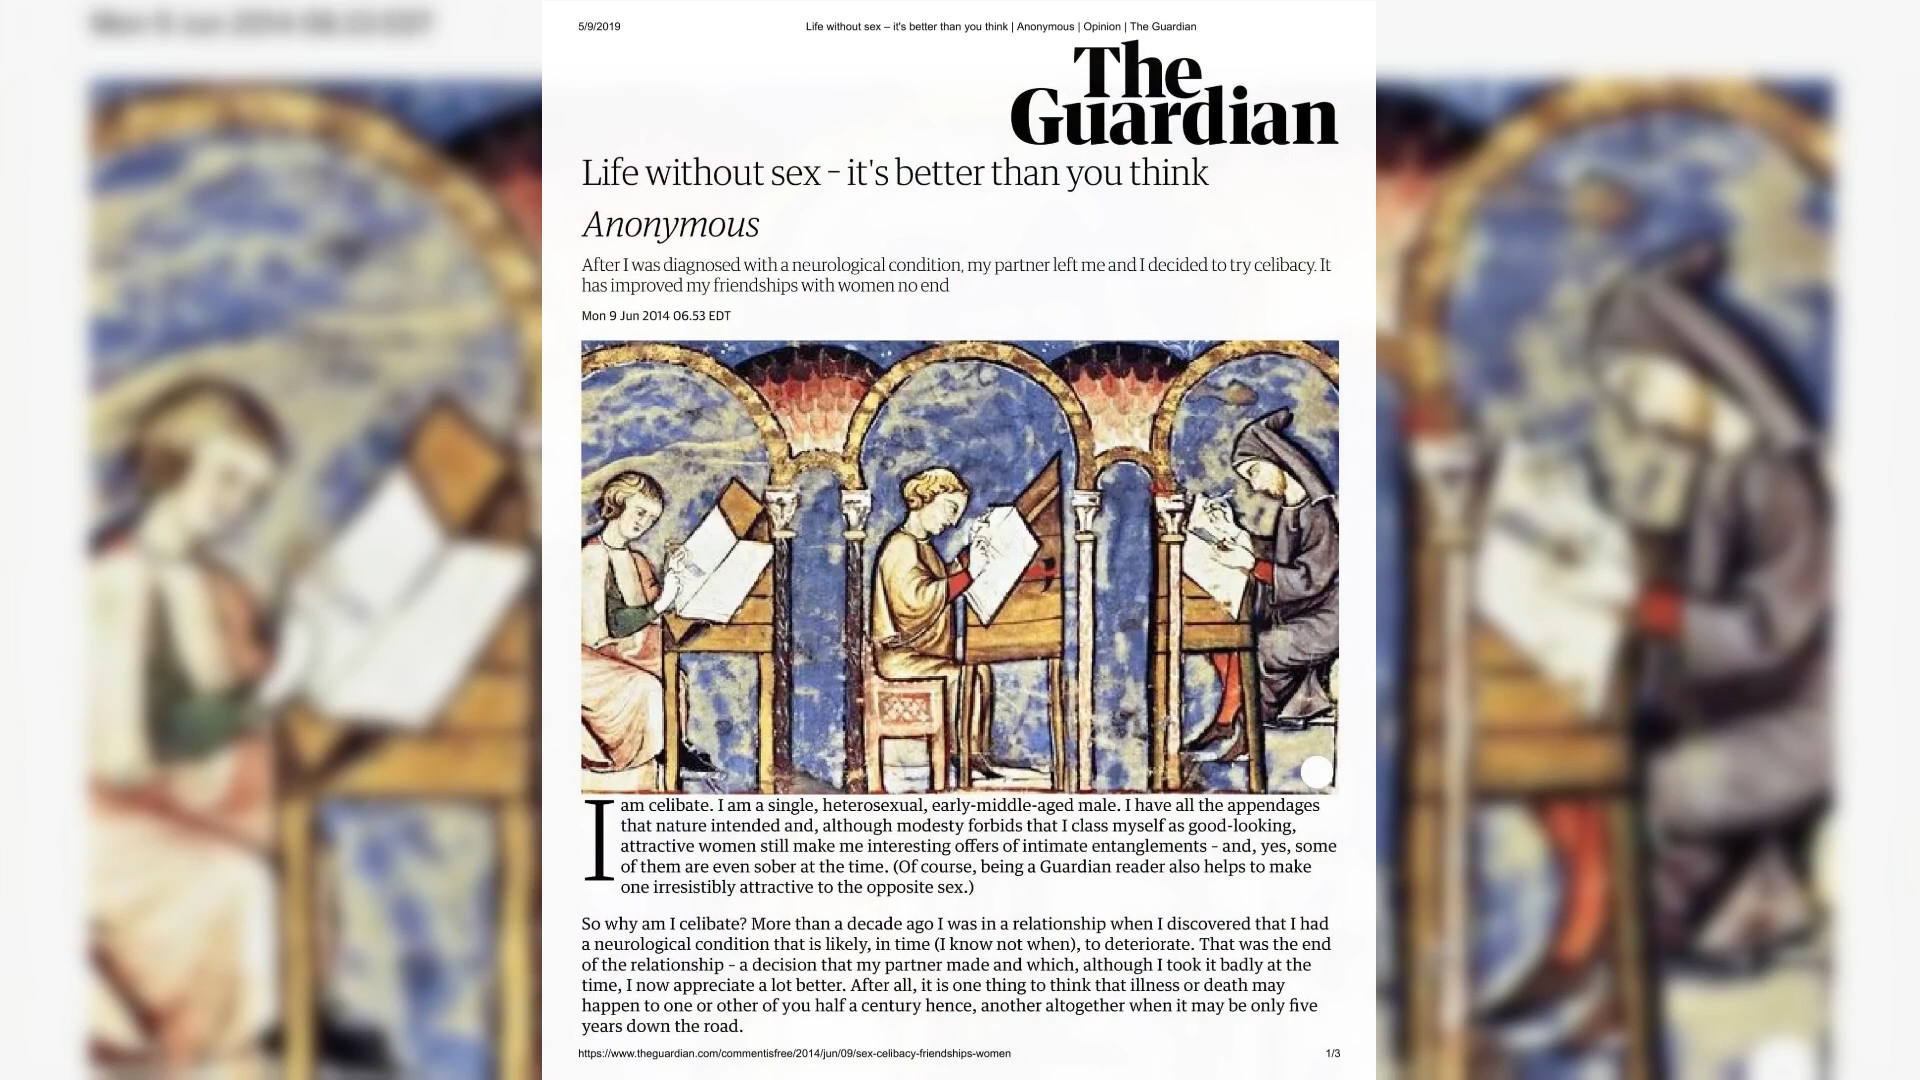 5/9/2019
Life without sex – it's better than you think | Anonymous | Opinion | The Guardian
The
Guardian
Life without sex – it's better than you think
Anonymous
After I was diagnosed with a neurological condition, my partner left me and I decided to try celibacy. It
has improved my friendships with women no end
Mon 9 Jun 2014 06.53 EDT
I am celibate. I am a single, heterosexual, early-middle-aged male. I have all the appendages
that nature intended and, although modesty forbids that I class myself as good-looking,
attractive women still make me interesting offers of intimate entanglements – and, yes, some
of them are even sober at the time. (Of course, being a Guardian reader also helps to make
one irresistibly attractive to the opposite sex.)
So why am I celibate? More than a decade ago I was in a relationship when I discovered that I had
a neurological condition that is likely, in time (I know not when), to deteriorate. That was the end
of the relationship – a decision that my partner made and which, although I took it badly at the
time, I now appreciate a lot better. After all, it is one thing to think that illness or death may
happen to one or other of you half a century hence, another altogether when it may be only five
years down the road.
https://www.theguardian.com/commentisfree/2014/jun/09/sex-celibacy-friendships-women
1/3